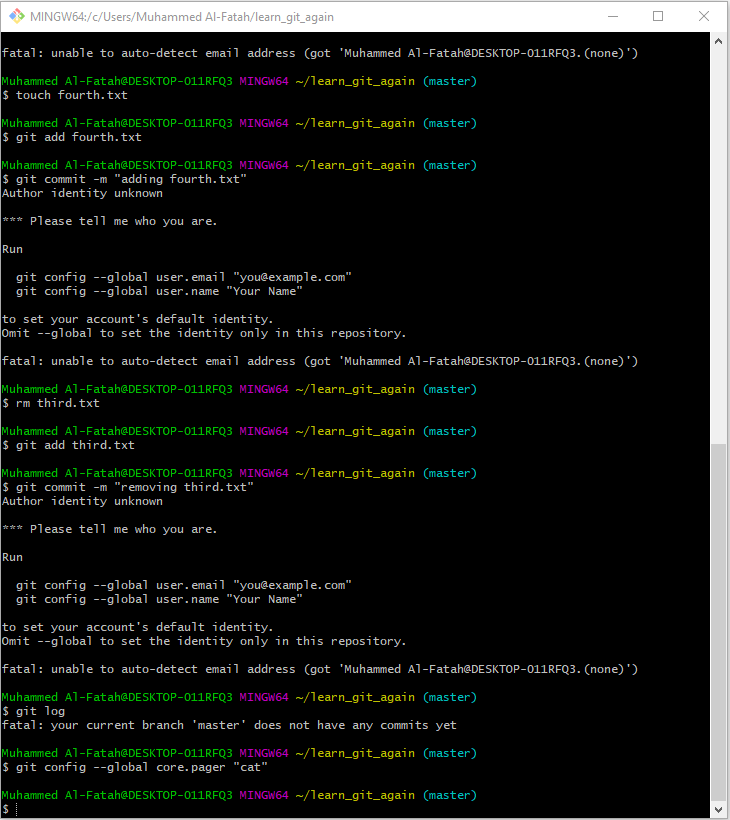 MINGW64:/c/Users/Muhammed Al-Fatah/learn_git_again
fatal: unable to auto-detect email address (got 'Muhammed Al-Fatah@DESKTOP-O11RFQ3.(none)')
Muhammed Al-Fatah@DESKTOP-O11RFQ3 MINGW64 ~/learn_git_again (master)
$ touch fourth.txt
Muhammed Al-Fatah@DESKTOP-O11RFQ3 MINGW64 ~/learn_git_again (master)
$ git add fourth.txt
Muhammed Al-Fatah@DESKTOP-O11RFQ3 MINGW64 ~/learn_git_again (master)
$ git commit -m "adding fourth.txt"
Author identity unknown
*** Please tell me who you are.
Run
  git config --global user.email "you@example.com"
  git config --global user.name "Your Name"
to set your account's default identity.
Omit --global to set the identity only in this repository.
fatal: unable to auto-detect email address (got 'Muhammed Al-Fatah@DESKTOP-O11RFQ3.(none)')
Muhammed Al-Fatah@DESKTOP-O11RFQ3 MINGW64 ~/learn_git_again (master)
$ rm third.txt
Muhammed Al-Fatah@DESKTOP-O11RFQ3 MINGW64 ~/learn_git_again (master)
$ git add third.txt
Muhammed Al-Fatah@DESKTOP-O11RFQ3 MINGW64 ~/learn_git_again (master)
$ git commit -m "removing third.txt"
Author identity unknown
*** Please tell me who you are.
Run
  git config --global user.email "you@example.com"
  git config --global user.name "Your Name"
to set your account's default identity.
Omit --global to set the identity only in this repository.
fatal: unable to auto-detect email address (got 'Muhammed Al-Fatah@DESKTOP-O11RFQ3.(none)')
Muhammed Al-Fatah@DESKTOP-O11RFQ3 MINGW64 ~/learn_git_again (master)
$ git log
fatal: your current branch 'master' does not have any commits yet
Muhammed Al-Fatah@DESKTOP-O11RFQ3 MINGW64 ~/learn_git_again (master)
$ git config --global core.pager "cat"
Muhammed Al-Fatah@DESKTOP-O11RFQ3 MINGW64 ~/learn_git_again (master)
$